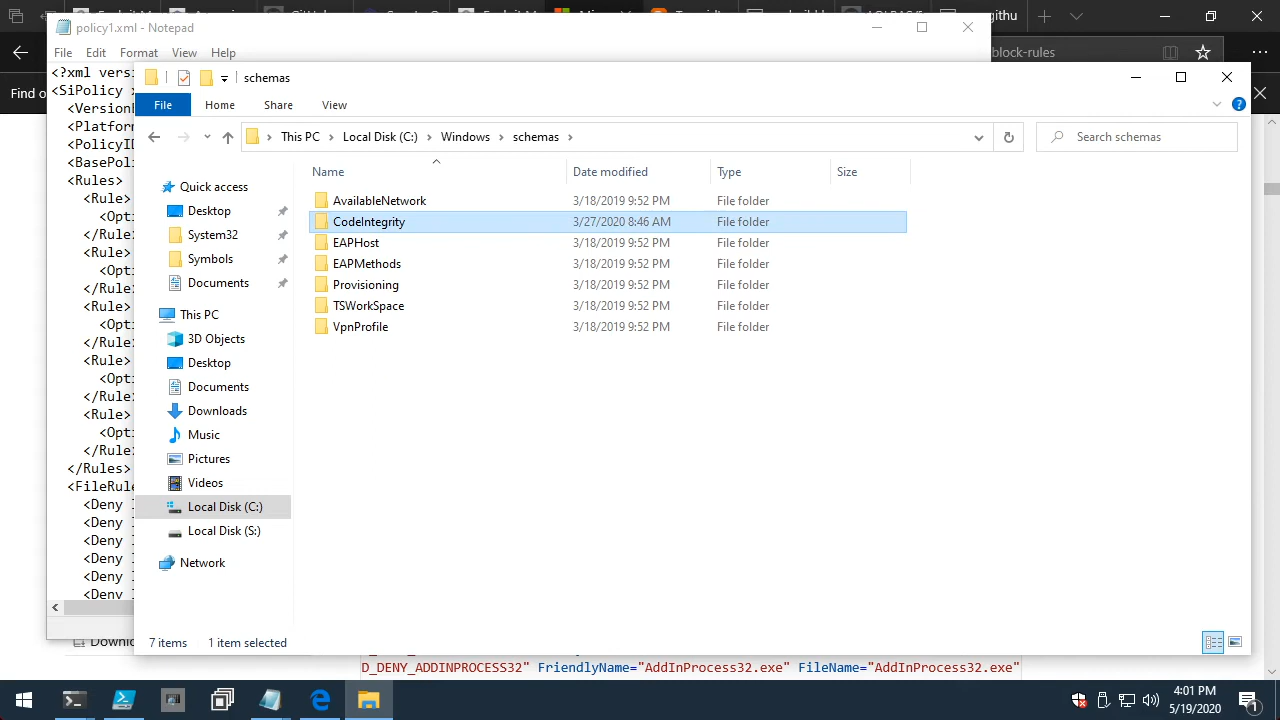 policy1.xml - Notepad
githu
File Edit Format View Help
block-rules
<?xml versi
<SiPolicy
schemas
Find o
<VersionE
File Home Share View
<Platfor
<PolicyID
This PC Local Disk (C:) Windows schemas
Search schemas
<BasePoli
<Rules>
Name Date modified Type Size
<Rule>
<Opti
</Rule>
<Rule>
<Opti
</Rule>
<Rule>
<Opti
</Rule>
<Rule>
<Opti
</Rule>
<Rule>
<Opti
</Rule>
</Rules>
<FileRule
<Deny
<Deny
<Deny
<Deny
<Deny
<Deny
Quick access
Desktop
System32
Symbols
Documents
This PC
3D Objects
Desktop
Documents
Downloads
Music
Pictures
Videos
Local Disk (C:)
Local Disk (S:)
Network
AvailableNetwork 3/18/2019 9:52 PM File folder
CodeIntegrity 3/27/2020 8:46 AM File folder
EAPHost 3/18/2019 9:52 PM File folder
EAPMethods 3/18/2019 9:52 PM File folder
Provisioning 3/18/2019 9:52 PM File folder
TSWorkSpace 3/18/2019 9:52 PM File folder
VpnProfile 3/18/2019 9:52 PM File folder
7 items 1 item selected
Downlo
D_DENY_ADDINPROCESS32" FriendlyName="AddInProcess32.exe" FileName="AddInProcess32.exe"
4:01 PM
5/19/2020
1